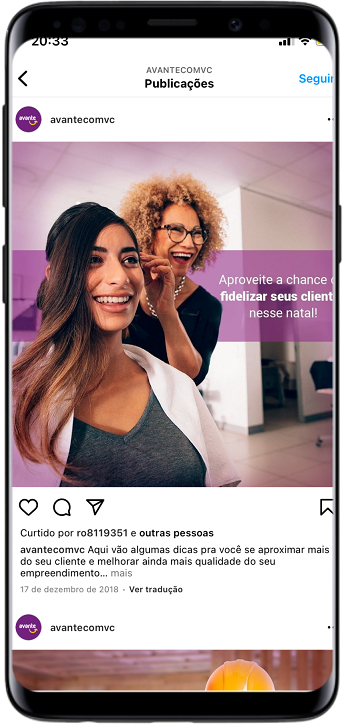 20:33
AVANTECOMVC
Publicações
Seguir
avante
avantecomvc
Aproveite a chance
fidelizar seus client
nesse natal!
Curtido por ro8119351 e outras pessoas
avantecomvc Aqui vão algumas dicas pra você se aproximar mais
do seu cliente e melhorar ainda mais qualidade do seu
empreendimento... mais
17 de dezembro de 2018 · Ver tradução
avante
avantecomvc